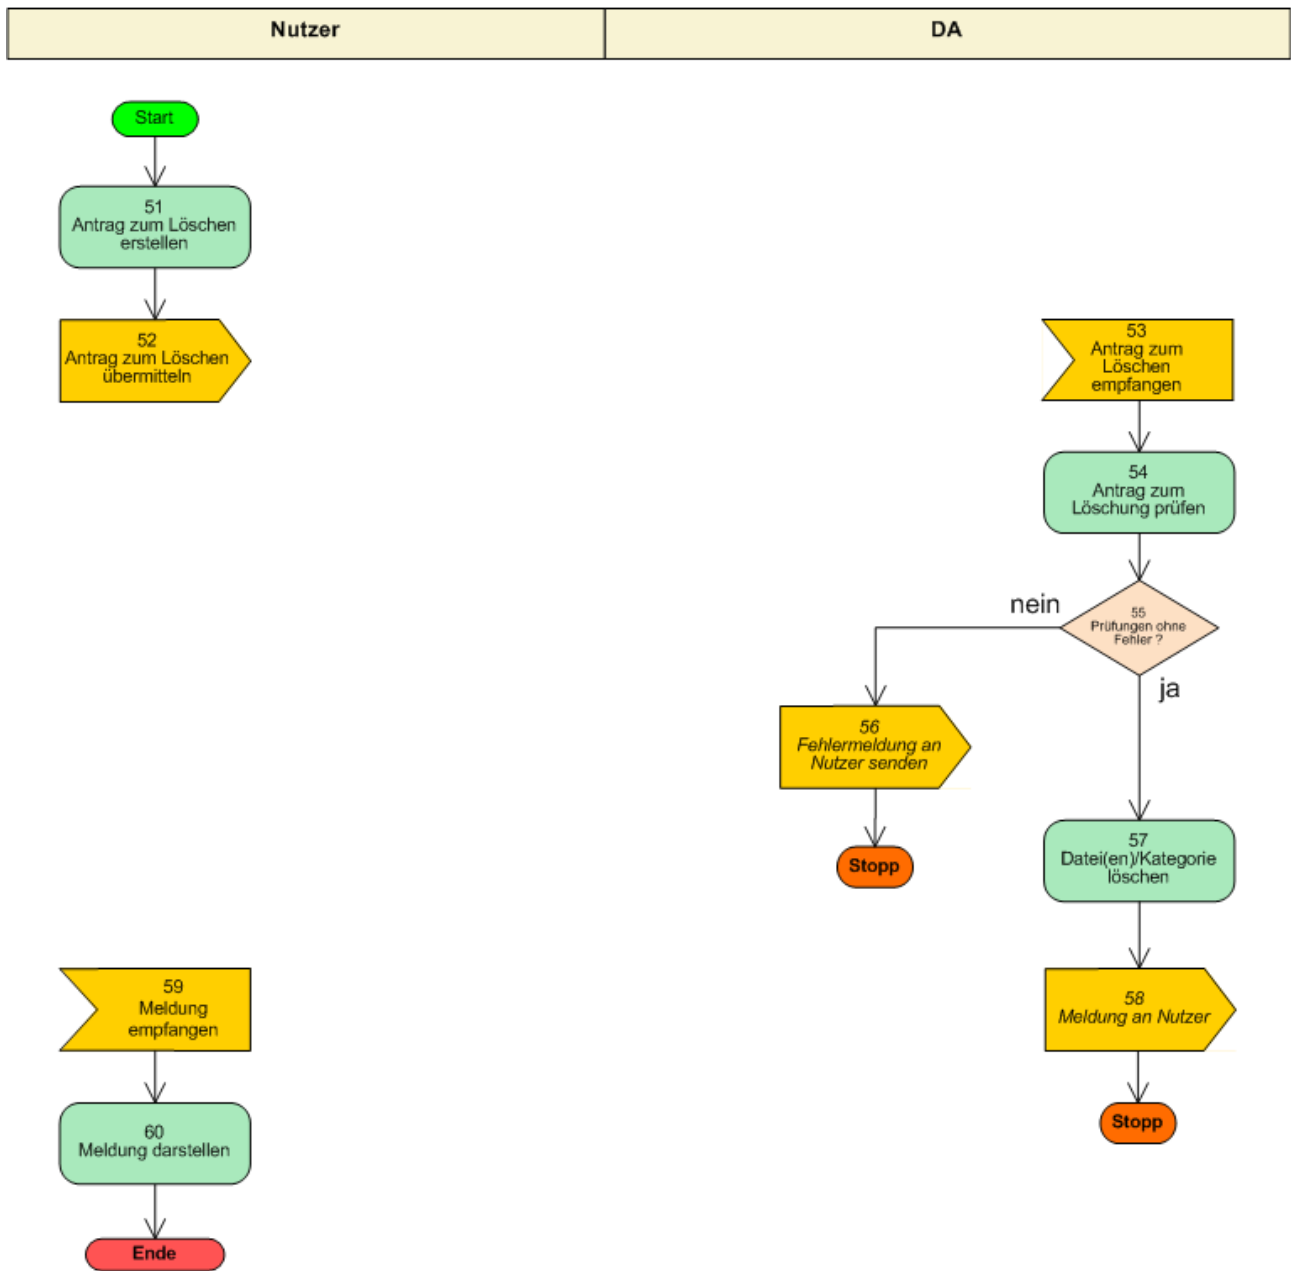 Nutzer
DA
Start
51
Antrag zum Löschen
erstellen
52
Antrag zum Löschen
übermitteln
53
Antrag zum
Löschen
empfangen
54
Antrag zum
Löschung prüfen
nein
55
Prüfungen ohne
Fehler ?
ja
56
Fehlermeldung an
Nutzer senden
Stopp
57
Datei(en)/Kategorie
löschen
59
Meldung
empfangen
58
Meldung an Nutzer
60
Meldung darstellen
Stopp
Ende